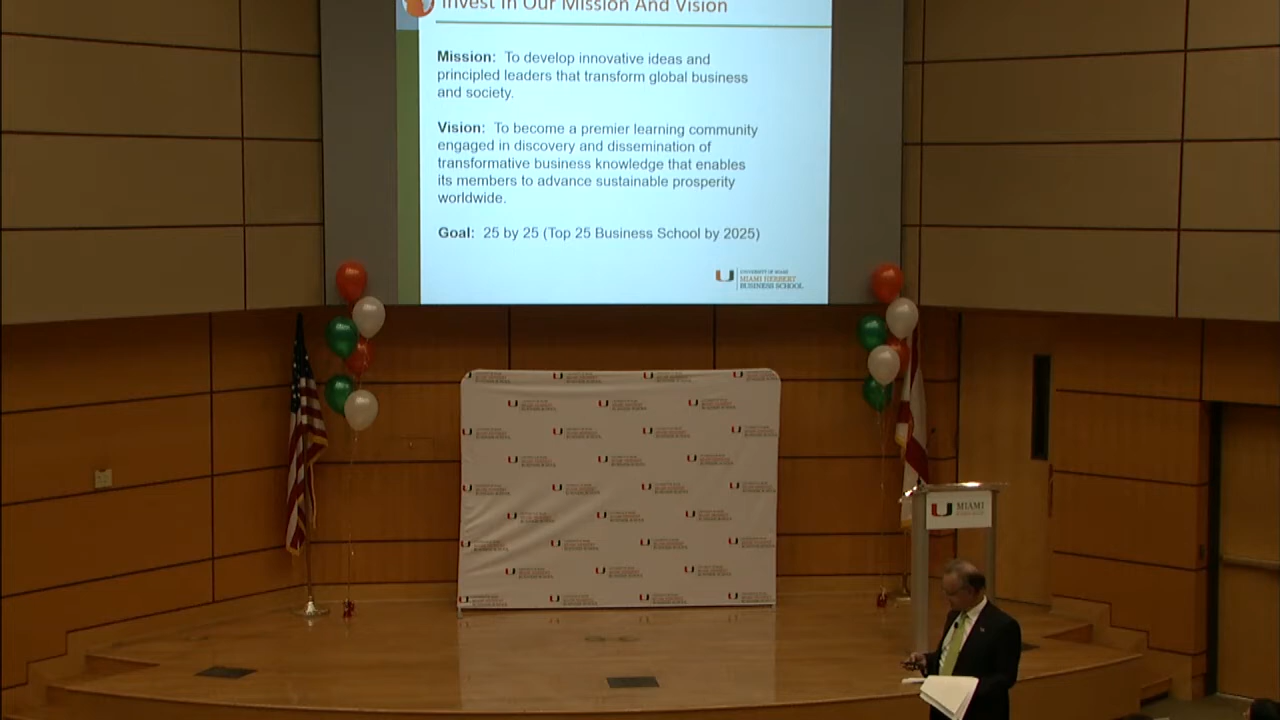 Invest In Our Mission And Vision
Mission: To develop innovative ideas and
principled leaders that transform global business
and society.
Vision: To become a premier learning community
engaged in discovery and dissemination of
transformative business knowledge that enables
its members to advance sustainable prosperity
worldwide.
Goal: 25 by 25 (Top 25 Business School by 2025)
UNIVERSITY OF MIAMI
MIAMI HERBERT
BUSINESS SCHOOL
MIAMI